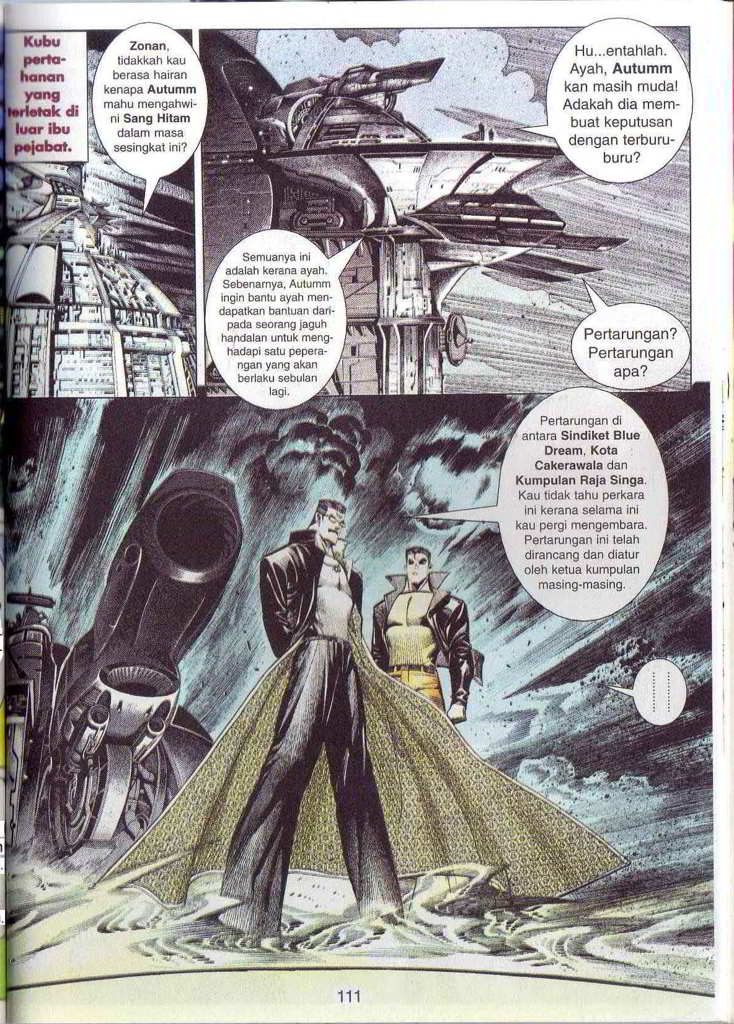 Kubu
perta-
hanan
yang
terletak di
luar ibu
pejabat.
Zonan,
tidakkah kau
berasa hairan
kenapa Autumm
mahu mengahwi-
ni Sang Hitam
dalam masa
sesingkat ini?
Hu...entahlah.
Ayah, Autumm
kan masih muda!
Adakah dia mem-
buat keputusan
dengan terburu-
buru?
Semuanya ini
adalah kerana ayah.
Sebenarnya, Autumm
ingin bantu ayah men-
dapatkan bantuan dari-
pada seorang jaguh
handalan untuk meng-
hadapi satu pepera-
ngan yang akan
berlaku sebulan
lagi.
Pertarungan?
Pertarungan
apa?
Pertarungan di
antara Sindiket Blue
Dream, Kota
Cakerawala dan
Kumpulan Raja Singa.
Kau tidak tahu perkara
ini kerana selama ini
kau pergi mengembara.
Pertarungan ini telah
dirancang dan diatur
oleh ketua kumpulan
masing-masing.
111